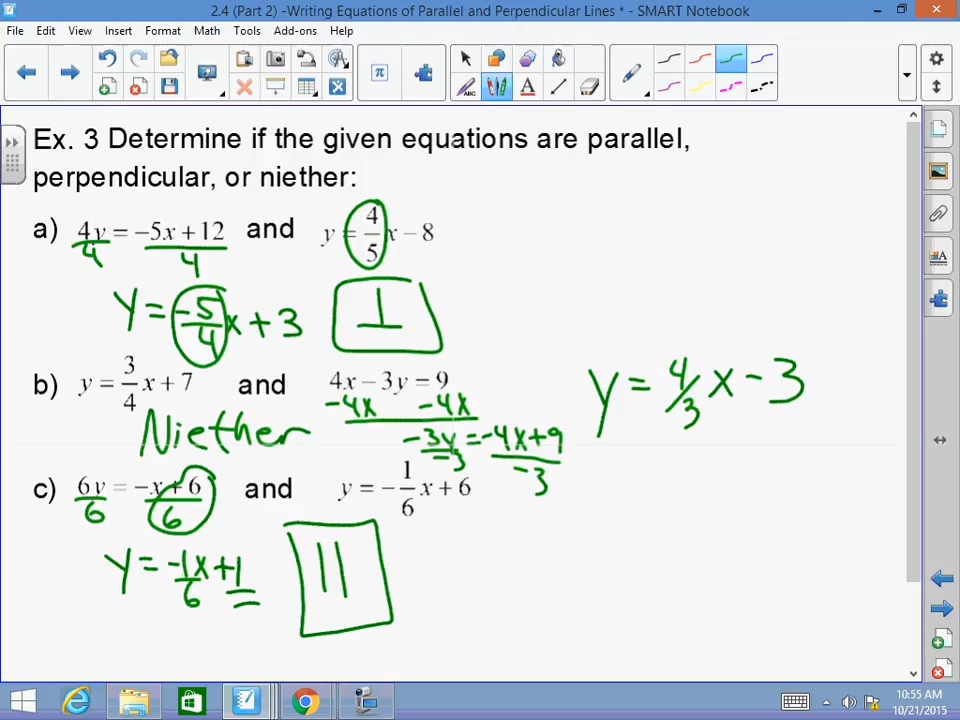 2.4 (Part 2) -Writing Equations of Parallel and Perpendicular Lines * - SMART Notebook
File Edit View Insert Format Math Tools Add-ons Help
Ex. 3 Determine if the given equations are parallel,
perpendicular, or niether:
a) 4y = -5x + 12 and y = 4/5 x - 8
4 4
y = -5/4 x + 3 ⊥
b) y = 3/4 x + 7 and 4x - 3y = 9 y = 4/3 x - 3
-4x -4x
Niether -3y = -4x + 9
-3 -3
c) 6y = -x + 6 and y = -1/6 x + 6
6 6
y = -1x/6 + 1 ||
10:55 AM
10/21/2015